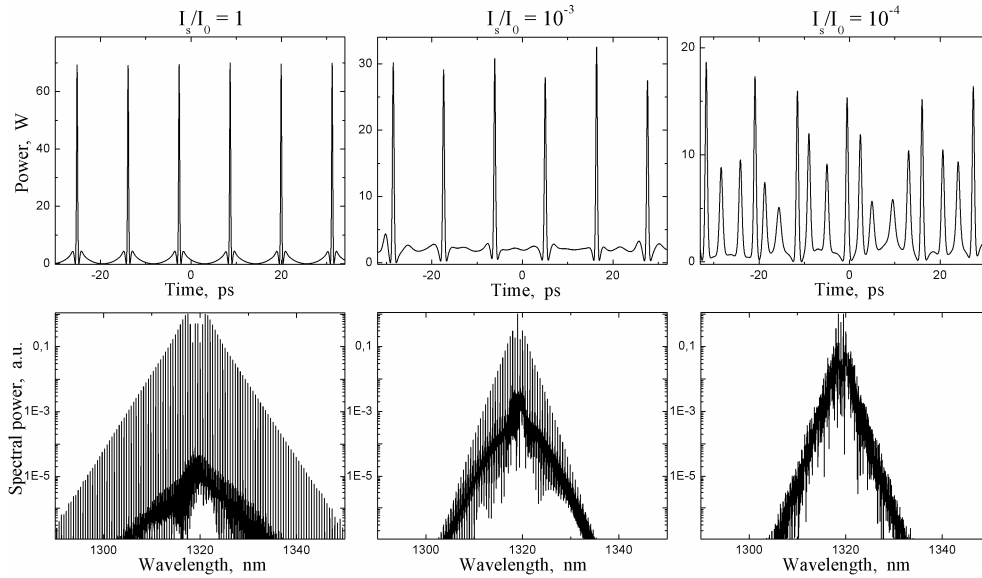 I_s/I_0 = 1
I_s/I_0 = 10^-3
I_s/I_0 = 10^-4
Power, W
60
40
20
0
30
20
10
0
20
10
0
-20 0 20
-20 0 20
-20 0 20
Time, ps
Time, ps
Time, ps
Spectral power, a.u.
0,1
1E-3
1E-5
0,1
1E-3
1E-5
0,1
1E-3
1E-5
1300 1320 1340
1300 1320 1340
1300 1320 1340
Wavelength, nm
Wavelength, nm
Wavelength, nm